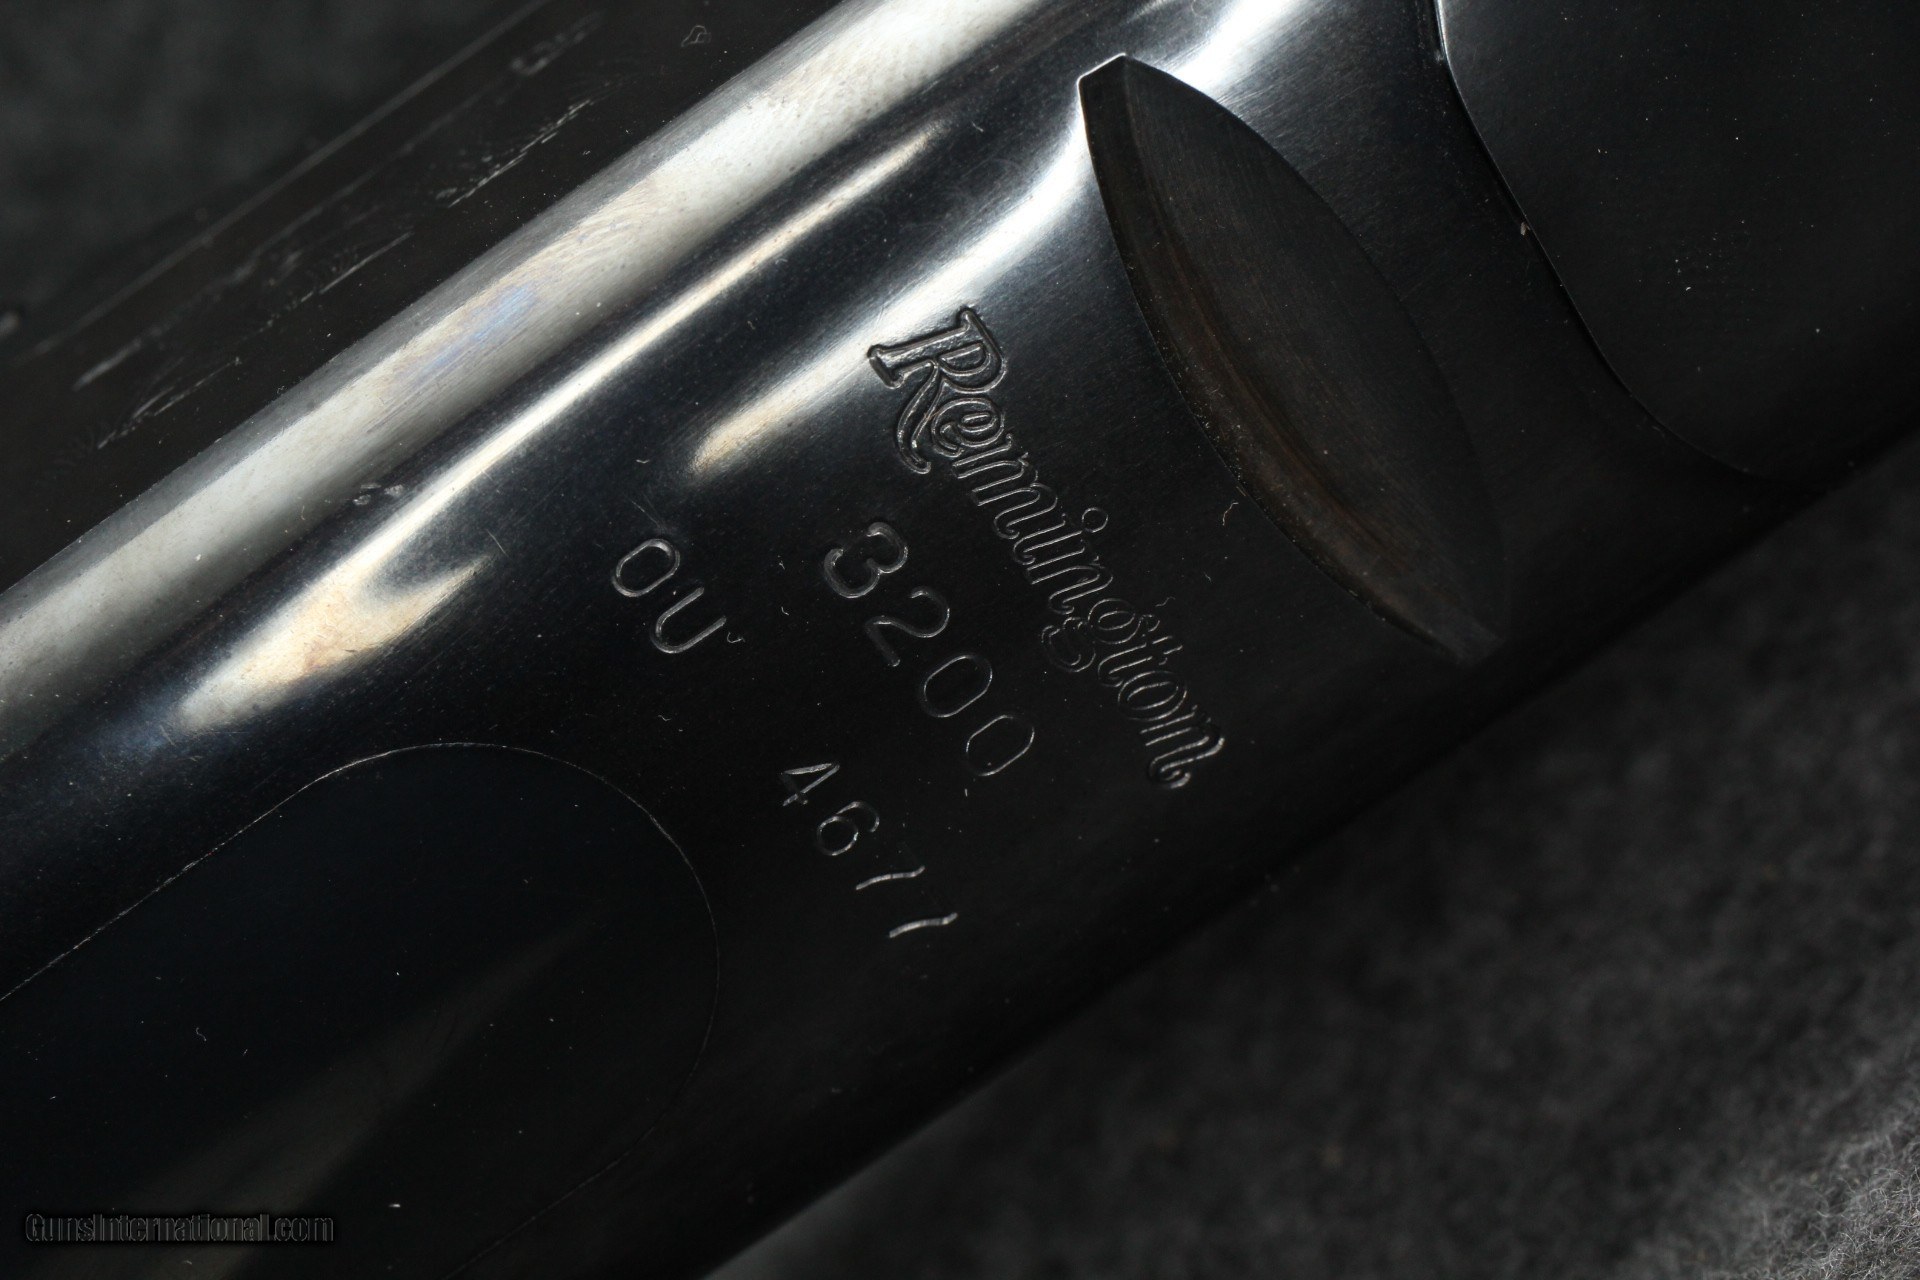 Remington
3200
OU 4677
GunsInternational.com